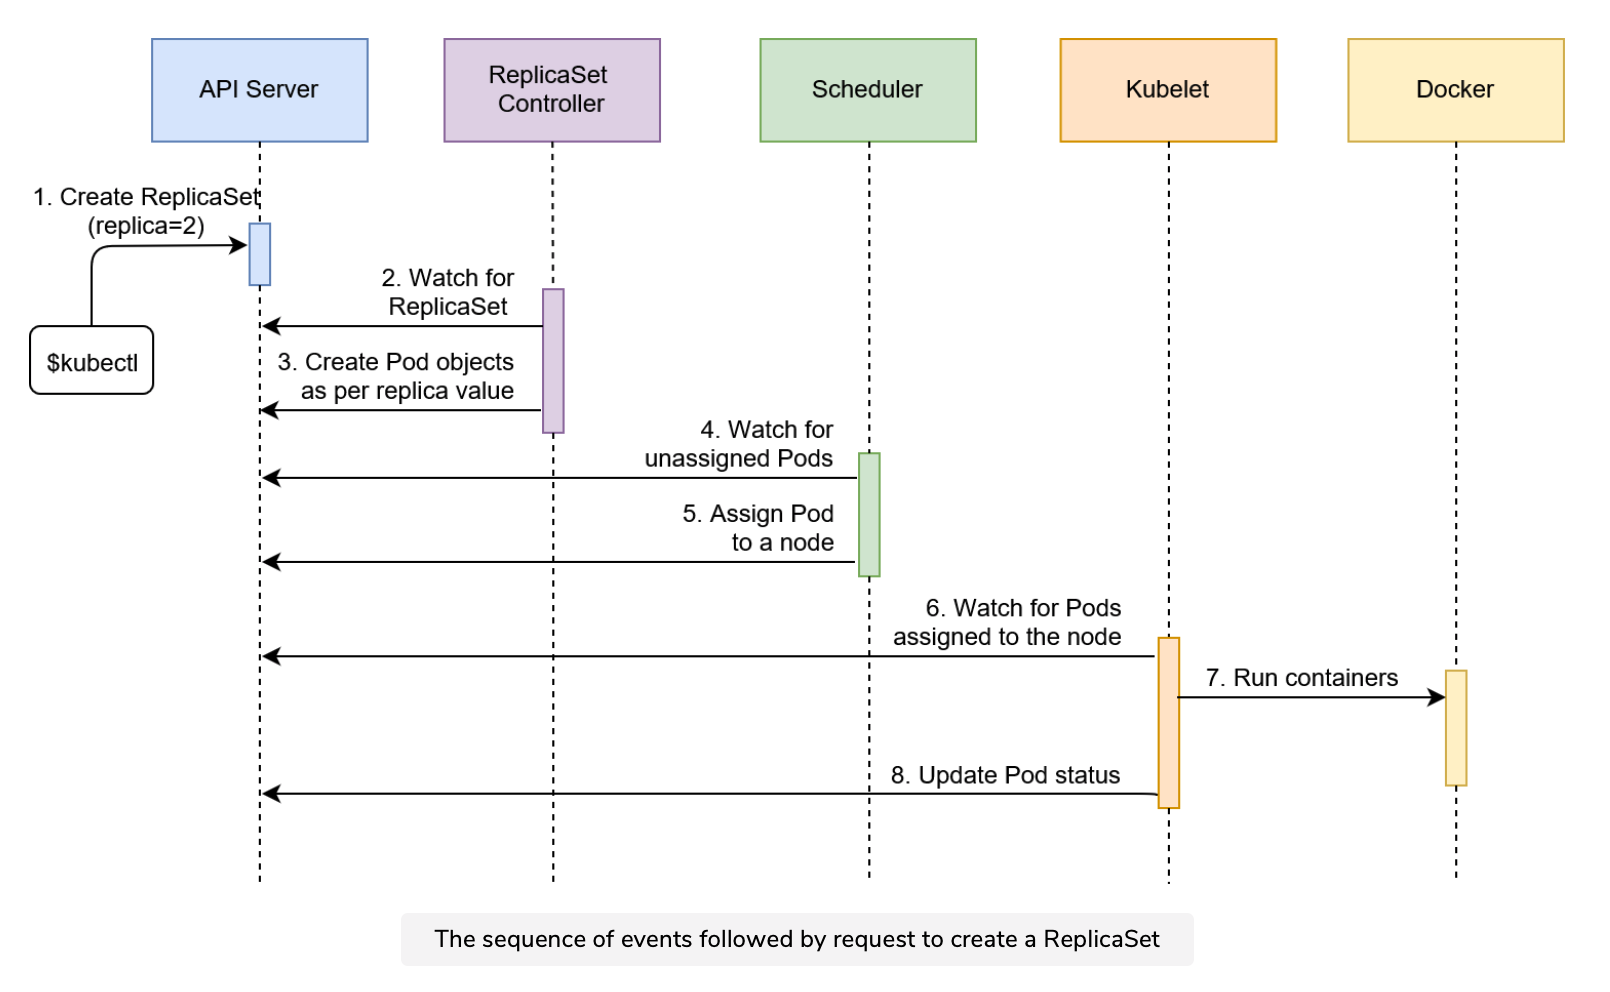 API Server
ReplicaSet
Controller
Scheduler
Kubelet
Docker
1. Create ReplicaSet
(replica=2)
$kubectl
2. Watch for
ReplicaSet
3. Create Pod objects
as per replica value
4. Watch for
unassigned Pods
5. Assign Pod
to a node
6. Watch for Pods
assigned to the node
7. Run containers
8. Update Pod status
The sequence of events followed by request to create a ReplicaSet